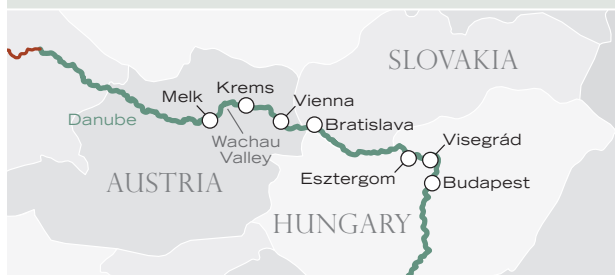 SLOVAKIA
Krems
Melk
Vienna
Danube
Bratislava
Wachau
Valley
Visegrád
Esztergom
AUSTRIA
Budapest
HUNGARY